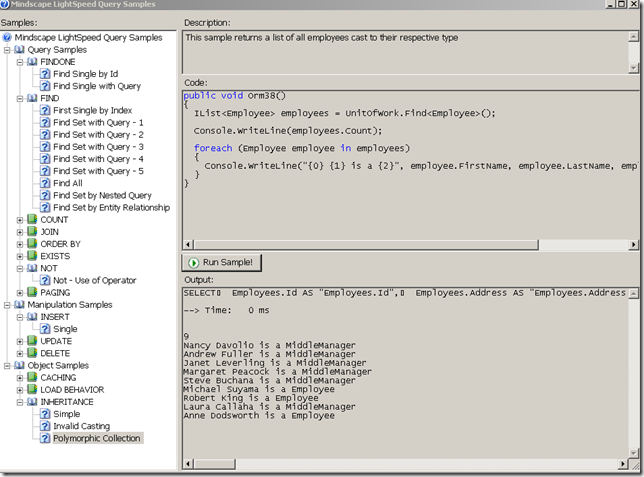 Mindscape LightSpeed Query Samples
Samples:
Mindscape LightSpeed Query Samples
Query Samples
FINDONE
Find Single by Id
Find Single with Query
FIND
First Single by Index
Find Set with Query - 1
Find Set with Query - 2
Find Set with Query - 3
Find Set with Query - 4
Find Set with Query - 5
Find All
Find Set by Nested Query
Find Set by Entity Relationship
COUNT
JOIN
ORDER BY
EXISTS
NOT
Not - Use of Operator
PAGING
Manipulation Samples
INSERT
Single
UPDATE
DELETE
Object Samples
CACHING
LOAD BEHAVIOR
INHERITANCE
Simple
Invalid Casting
Polymorphic Collection
Description:
This sample returns a list of all employees cast to their respective type
Code:
public void Orm38()
{
IList<Employee> employees = UnitOfWork.Find<Employee>();
Console.WriteLine(employees.Count);
foreach (Employee employee in employees)
{
Console.WriteLine("{0} {1} is a {2}", employee.FirstName, employee.LastName, emp
}
}
Run Sample!
Output:
SELECT▯ Employees.Id AS "Employees.Id",▯ Employees.Address AS "Employees.Address
--> Time: 0 ms
9
Nancy Davolio is a MiddleManager
Andrew Fuller is a MiddleManager
Janet Leverling is a MiddleManager
Margaret Peacock is a MiddleManager
Steve Buchana is a MiddleManager
Michael Suyama is a Employee
Robert King is a Employee
Laura Callaha is a MiddleManager
Anne Dodsworth is a Employee